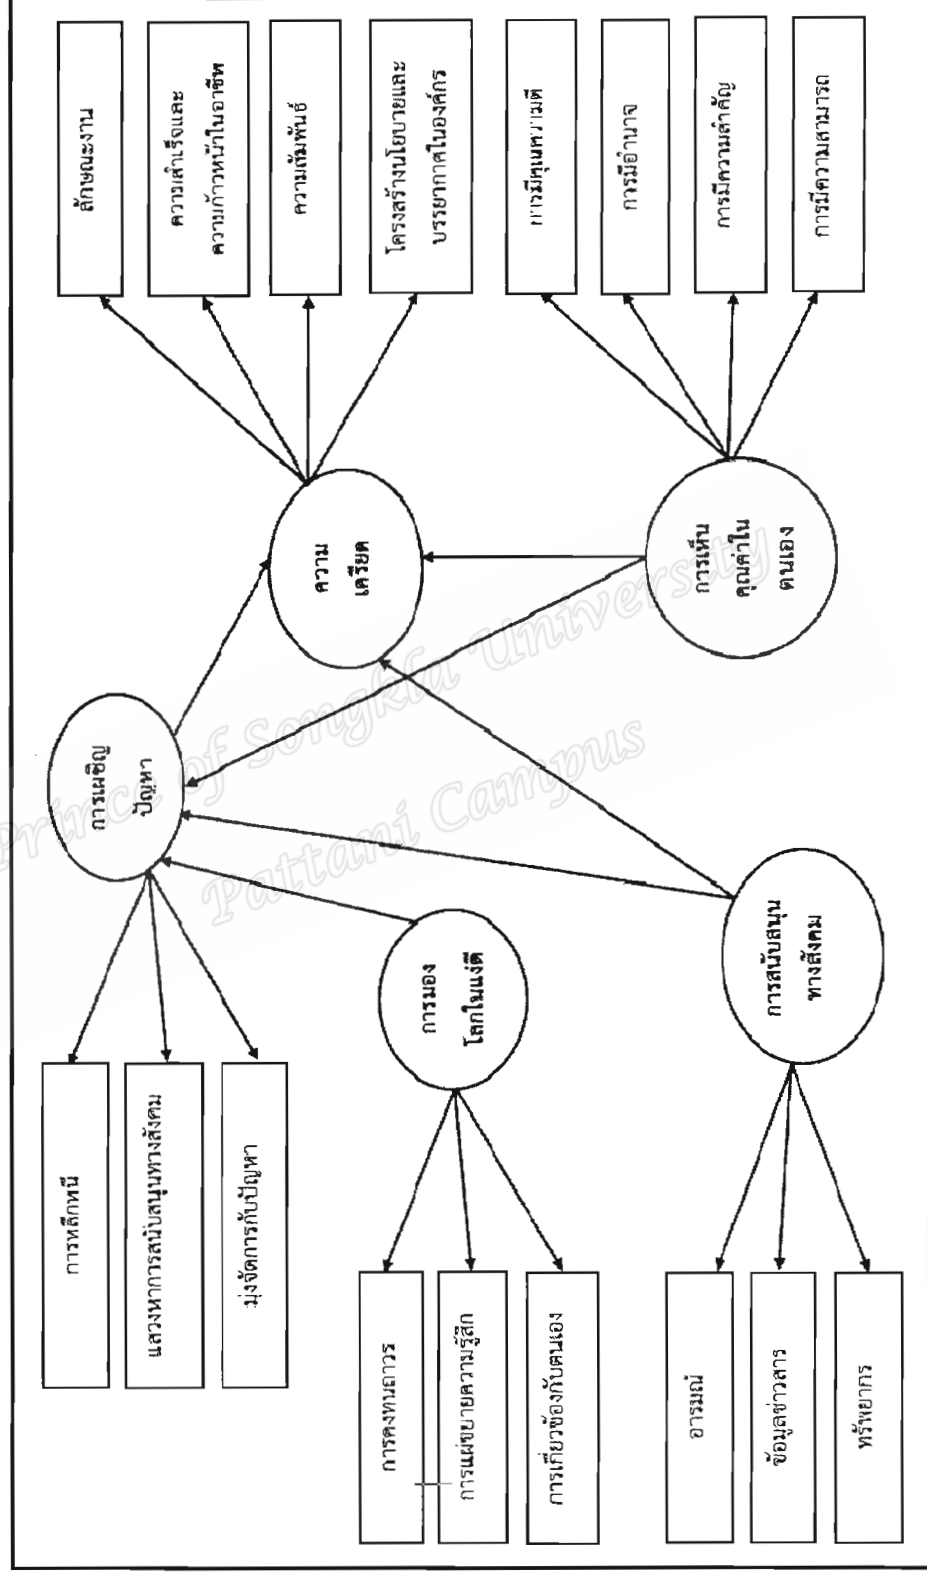 การหลีกหนี
แสวงหาการสนับสนุนทางสังคม
มุ่งจัดการกับปัญหา
การคงทนถาวร
การแผ่ขยายความรู้สึก
การเกี่ยวข้องกับตนเอง
อารมณ์
ข้อมูลข่าวสาร
ทรัพยากร
การเผชิญ
ปัญหา
การมอง
โลกในแง่ดี
การสนับสนุน
ทางสังคม
ความ
เครียด
การเห็น
คุณค่าใน
ตนเอง
ลักษณะงาน
ความสำเร็จและ
ความก้าวหน้าในอาชีพ
ความสัมพันธ์
โครงสร้างนโยบายและ
บรรยากาศในองค์กร
การมีคุณความดี
การมีอำนาจ
การมีความสำคัญ
การมีความสามารถ
Prince of Songkla University
Pattani Campus